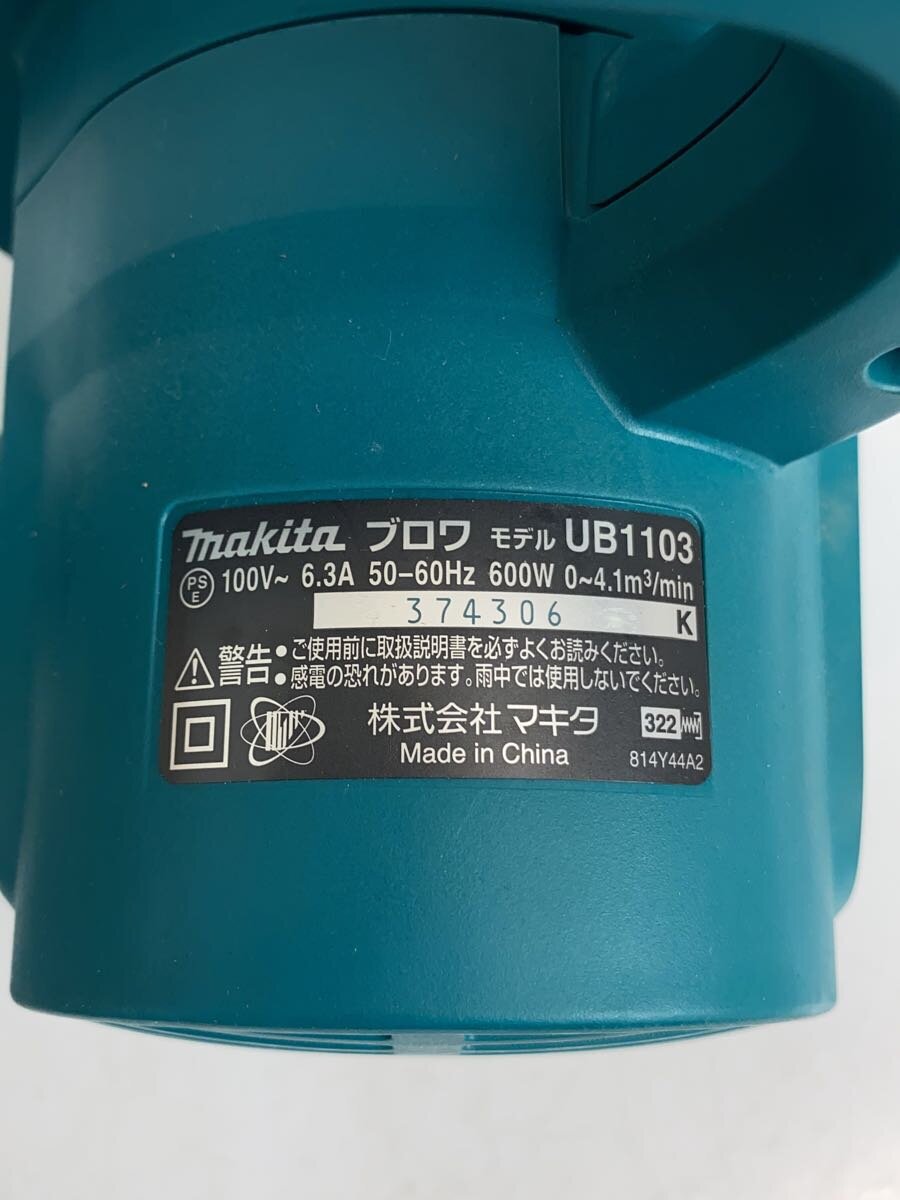 makita ブロワ モデル UB1103
PS E 100V~ 6.3A 50-60Hz 600W 0~4.1m³/min
374306 K
警告 ●ご使用前に取扱説明書を必ずよくお読みください。
●感電の恐れがあります。雨中では使用しないでください。
株式会社マキタ 322
Made in China 814Y44A2